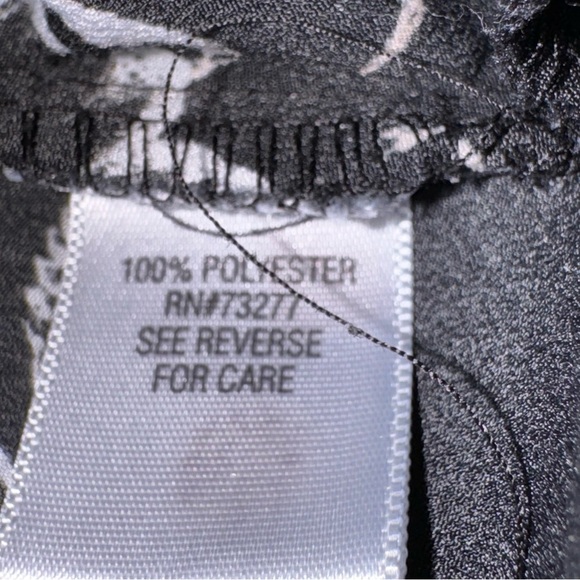 100% POLYESTER
RN#73277
SEE REVERSE
FOR CARE